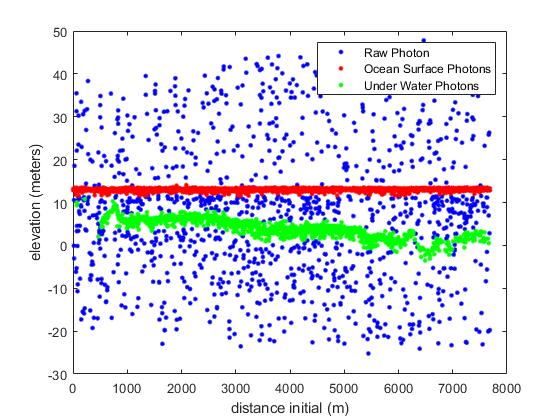 50
40
30
20
10
0
-10
-20
-30
elevation (meters)
Raw Photon
Ocean Surface Photons
Under Water Photons
0 1000 2000 3000 4000 5000 6000 7000 8000
distance initial (m)